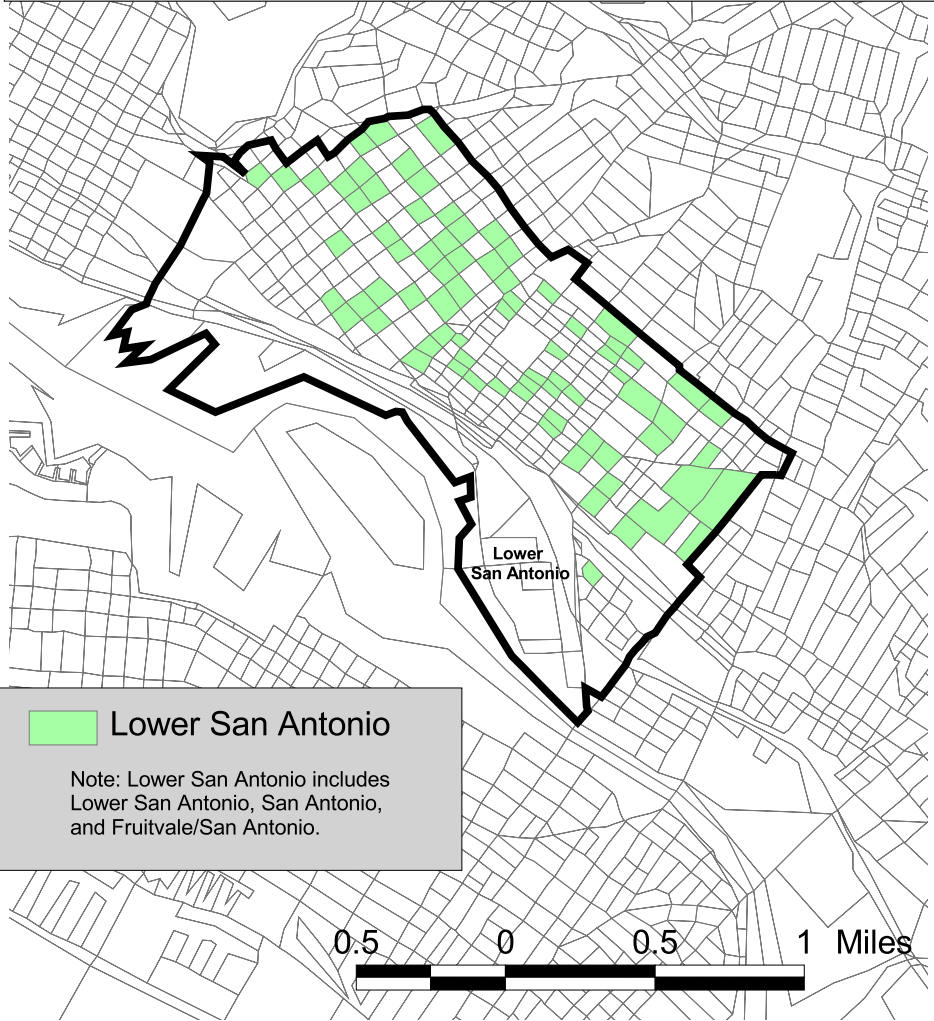 Lower
San Antonio
Lower San Antonio
Note: Lower San Antonio includes
Lower San Antonio, San Antonio,
and Fruitvale/San Antonio.
0.5 0 0.5 1 Miles